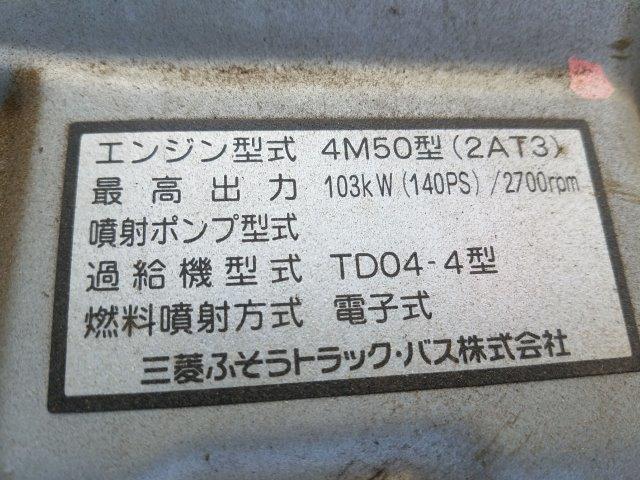 エンジン型式 4M50型(2AT3)
最高出力 103kW(140PS)/2700rpm
噴射ポンプ型式
過給機型式 TD04-4型
燃料噴射方式 電子式
三菱ふそうトラック・バス株式会社